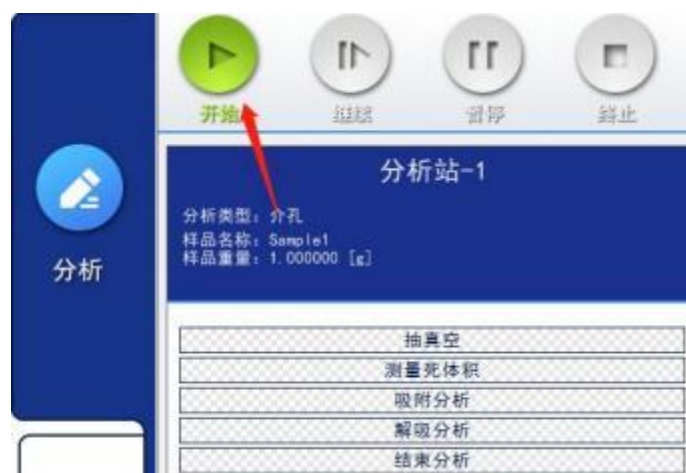 开始
继续
暂停
终止
分析
分析站-1
分析类型: 介孔
样品名称: Sample1
样品重量: 1.000000 [g]
抽真空
测量死体积
吸附分析
解吸分析
结束分析